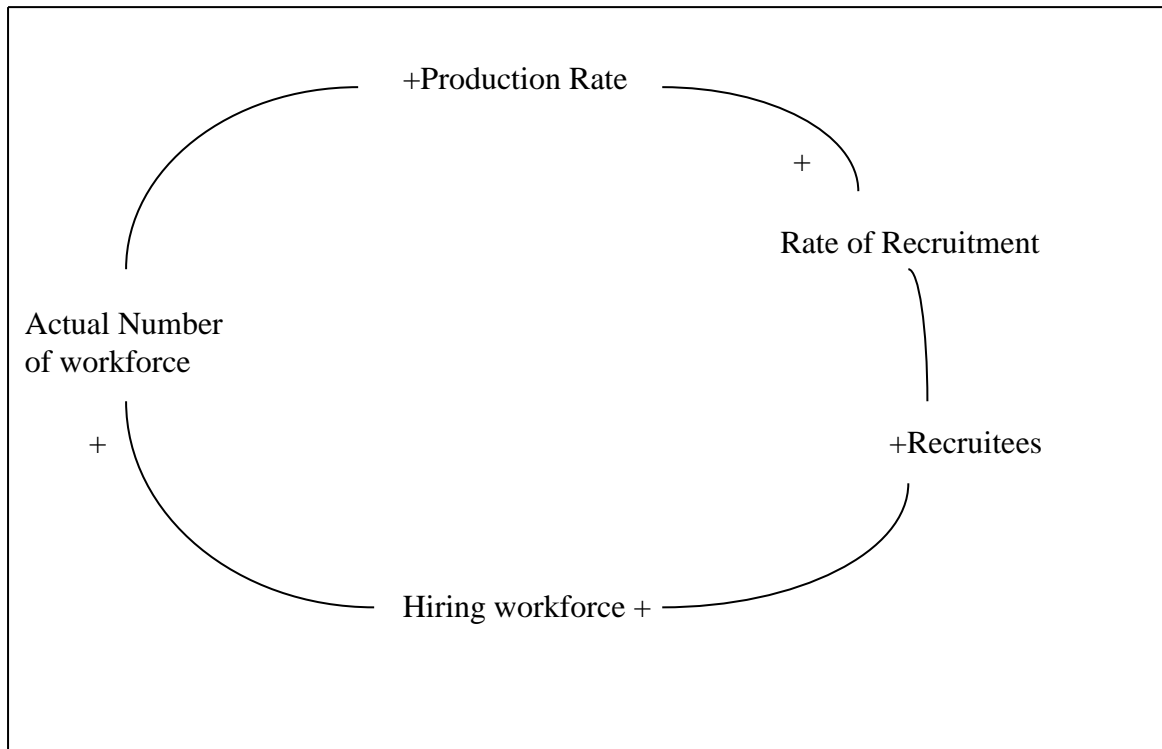 +Production Rate
+
Rate of Recruitment
Actual Number
of workforce
+
+Recruitees
Hiring workforce +